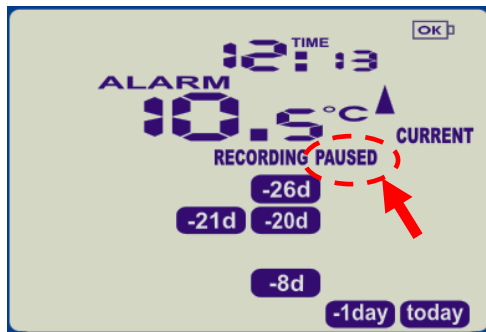 OK
TIME
12:13
ALARM
10.5°C
CURRENT
RECORDING PAUSED
-26d
-21d -20d
-8d
-1day today